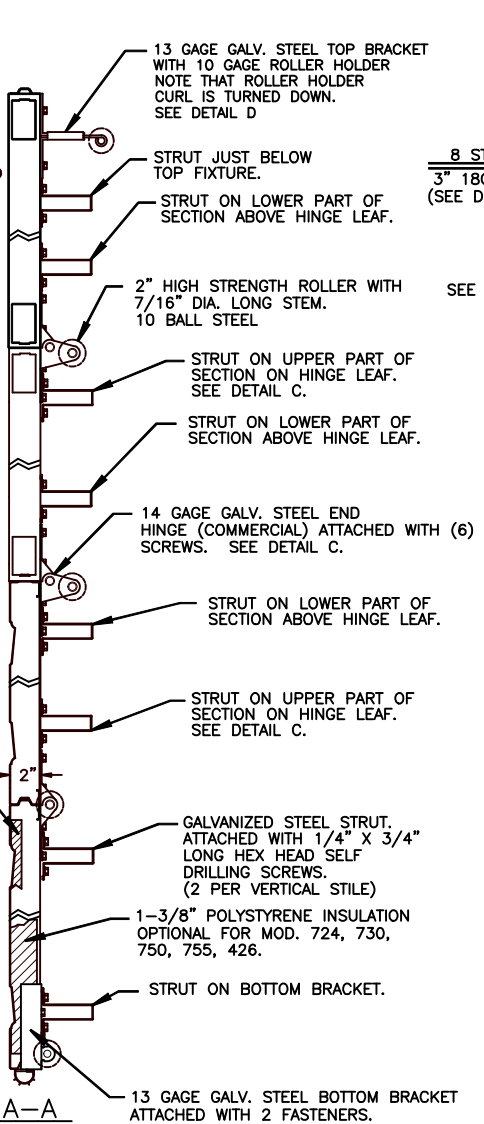 13 GAGE GALV. STEEL TOP BRACKET
WITH 10 GAGE ROLLER HOLDER
NOTE THAT ROLLER HOLDER
CURL IS TURNED DOWN.
SEE DETAIL D
STRUT JUST BELOW
TOP FIXTURE.
8 ST
3" 180
(SEE D
STRUT ON LOWER PART OF
SECTION ABOVE HINGE LEAF.
2" HIGH STRENGTH ROLLER WITH
7/16" DIA. LONG STEM.
10 BALL STEEL
SEE
STRUT ON UPPER PART OF
SECTION ON HINGE LEAF.
SEE DETAIL C.
STRUT ON LOWER PART OF
SECTION ABOVE HINGE LEAF.
14 GAGE GALV. STEEL END
HINGE (COMMERCIAL) ATTACHED WITH (6)
SCREWS. SEE DETAIL C.
STRUT ON LOWER PART OF
SECTION ABOVE HINGE LEAF.
STRUT ON UPPER PART OF
SECTION ON HINGE LEAF.
SEE DETAIL C.
2"
GALVANIZED STEEL STRUT.
ATTACHED WITH 1/4" X 3/4"
LONG HEX HEAD SELF
DRILLING SCREWS.
(2 PER VERTICAL STILE)
1-3/8" POLYSTYRENE INSULATION
OPTIONAL FOR MOD. 724, 730,
750, 755, 426.
STRUT ON BOTTOM BRACKET.
13 GAGE GALV. STEEL BOTTOM BRACKET
ATTACHED WITH 2 FASTENERS.
A-A